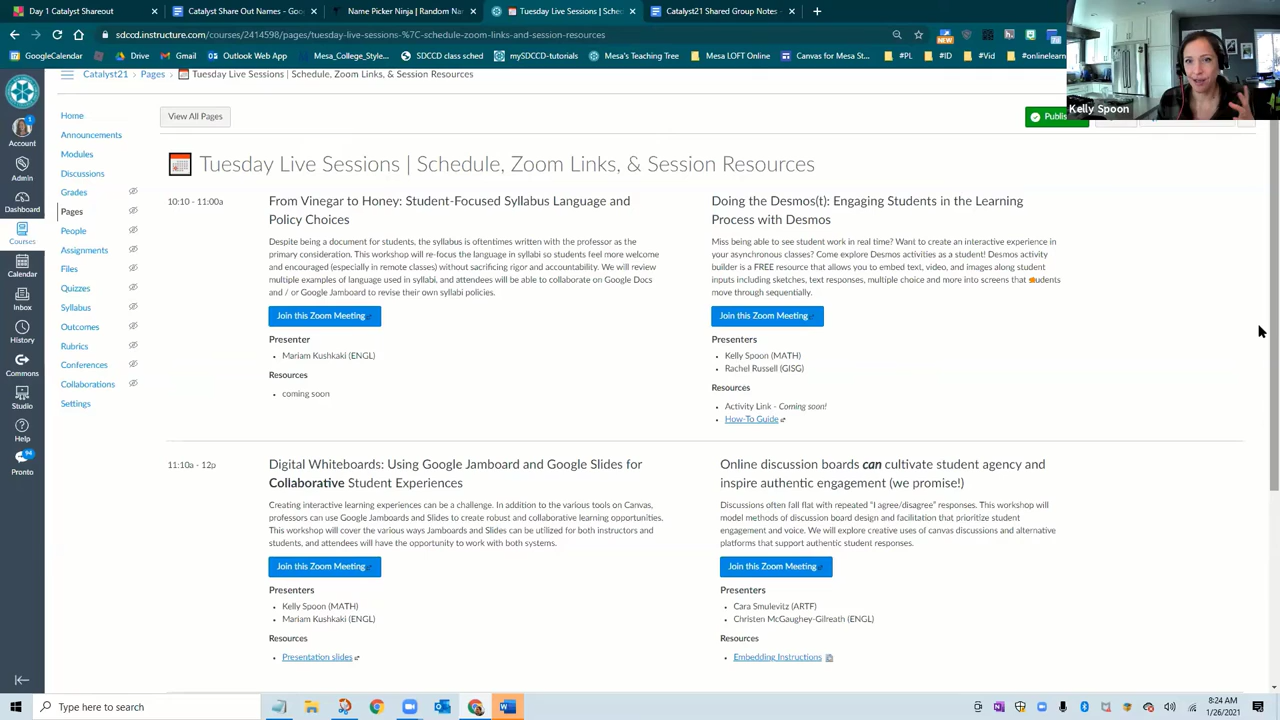 Catalyst21 Start Out Map - Goo
Name Picker Ninja | Random Na
Tuesday Live Sessions | Schedule
Catalyst21 Shared Group Notes -
sdccd.instructure.com/courses/2414598/pages/tuesday-live-sessions-%7C-schedule-zoom-links-and-session-resources
GoogleCalendar
Drive
Gmail
Outlook Web App
Mesa_College_Style...
SDCCD class sched
mySDCCD-tutorials
Mesa's Teaching Tree
Mesa LOFT Online
Canvas for Mesa St...
#PL
#ID
#Vid
#onlinelearn
Kelly Spoon
Catalyst21 › Pages › Tuesday Live Sessions | Schedule, Zoom Links, & Session Resources
Account
Admin
Dashboard
Courses
Calendar
Inbox
History
Commons
Studio
Help
94
Pronto
Home
Announcements
Modules
Discussions
Grades
Pages
People
Assignments
Files
Quizzes
Syllabus
Outcomes
Rubrics
Conferences
Collaborations
Settings
View All Pages
Publis
Tuesday Live Sessions | Schedule, Zoom Links, & Session Resources
10:10 - 11:00a
From Vinegar to Honey: Student-Focused Syllabus Language and
Policy Choices
Despite being a document for students, the syllabus is oftentimes written with the professor as the
primary consideration. This workshop will re-focus the language in syllabi so students feel more welcome
and encouraged (especially in remote classes) without sacrificing rigor and accountability. We will review
multiple examples of language used in syllabi, and attendees will be able to collaborate on Google Docs
and / or Google Jamboard to revise their own syllabi policies.
Join this Zoom Meeting
Presenter
Mariam Kushkaki (ENGL)
Resources
coming soon
Doing the Desmos(t): Engaging Students in the Learning
Process with Desmos
Miss being able to see student work in real time? Want to create an interactive experience in
your asynchronous classes? Come explore Desmos activities as a student! Desmos activity
builder is a FREE resource that allows you to embed text, video, and images along student
inputs including sketches, text responses, multiple choice and more into screens that students
move through sequentially.
Join this Zoom Meeting
Presenters
Kelly Spoon (MATH)
Rachel Russell (GISG)
Resources
Activity Link - Coming soon!
How-To Guide
11:10a - 12p
Digital Whiteboards: Using Google Jamboard and Google Slides for
Collaborative Student Experiences
Creating interactive learning experiences can be a challenge. In addition to the various tools on Canvas,
professors can use Google Jamboards and Slides to create robust and collaborative learning opportunities.
This workshop will cover the various ways Jamboards and Slides can be utilized for both instructors and
students, and attendees will have the opportunity to work with both systems.
Join this Zoom Meeting
Presenters
Kelly Spoon (MATH)
Mariam Kushkaki (ENGL)
Resources
Presentation slides
Online discussion boards can cultivate student agency and
inspire authentic engagement (we promise!)
Discussions often fall flat with repeated "I agree/disagree" responses. This workshop will
model methods of discussion board design and facilitation that prioritize student
engagement and voice. We will explore creative uses of canvas discussions and alternative
platforms that support authentic student responses.
Join this Zoom Meeting
Presenters
Cara Smulevitz (ARTF)
Christen McGaughey-Gilreath (ENGL)
Resources
Embedding Instructions
Type here to search
8:24 AM
1/26/2021